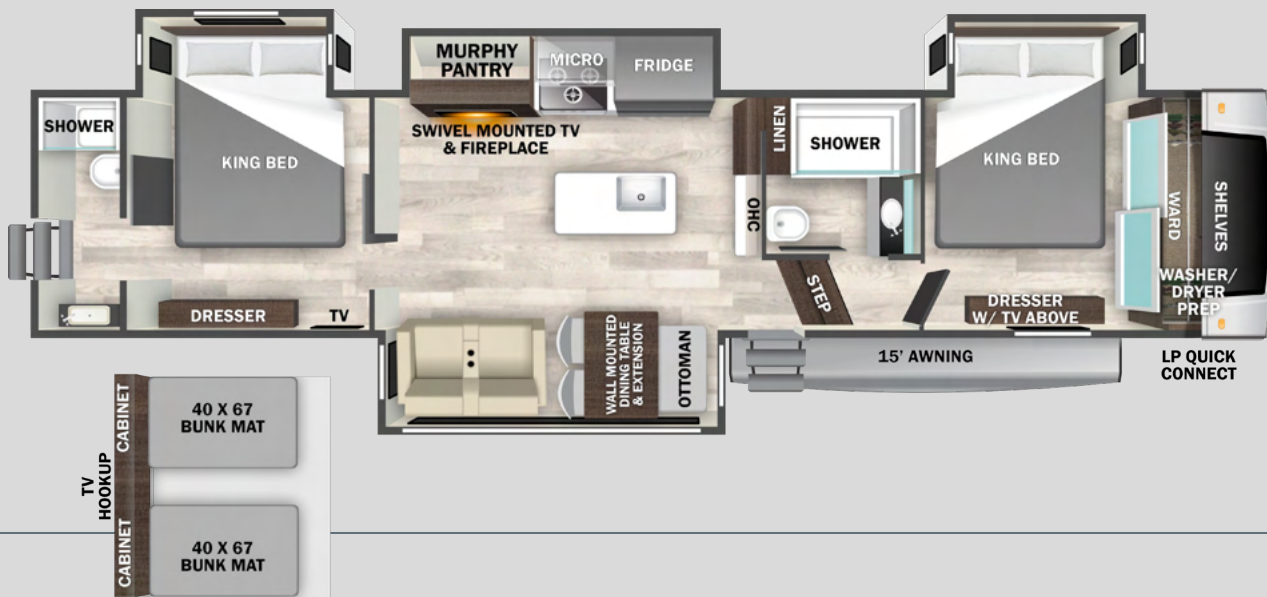 MURPHY
PANTRY
MICRO
FRIDGE
SHOWER
KING BED
SWIVEL MOUNTED TV
& FIREPLACE
LINEN
SHOWER
KING BED
OHC
WARD
SHELVES
STEP
WASHER/
DRYER
PREP
DRESSER
TV
DRESSER
W/ TV ABOVE
WALL MOUNTED
DINING TABLE
& EXTENSION
OTTOMAN
15' AWNING
LP QUICK
CONNECT
CABINET
40 X 67
BUNK MAT
TV
HOOKUP
CABINET
40 X 67
BUNK MAT